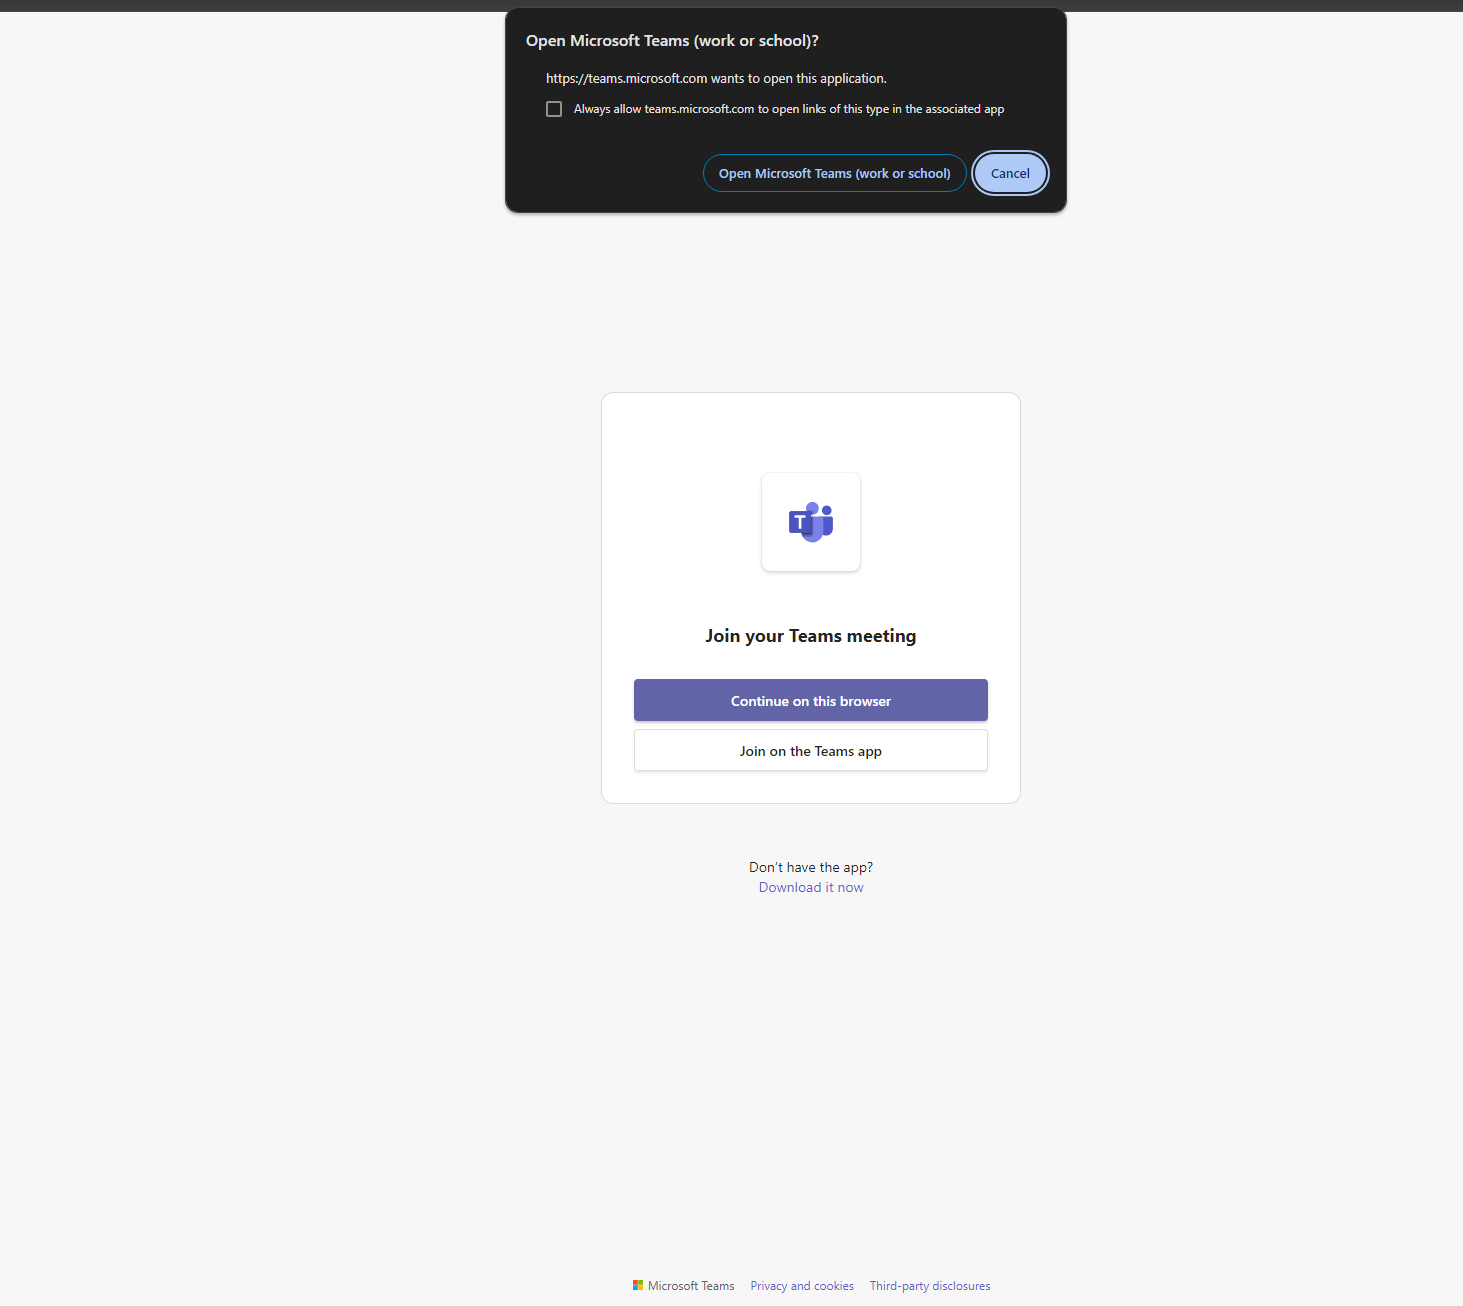 Open Microsoft Teams (work or school)?
https://teams.microsoft.com wants to open this application.
Always allow teams.microsoft.com to open links of this type in the associated app
Open Microsoft Teams (work or school)
Cancel
T
Join your Teams meeting
Continue on this browser
Join on the Teams app
Don't have the app?
Download it now
Microsoft Teams Privacy and cookies Third-party disclosures